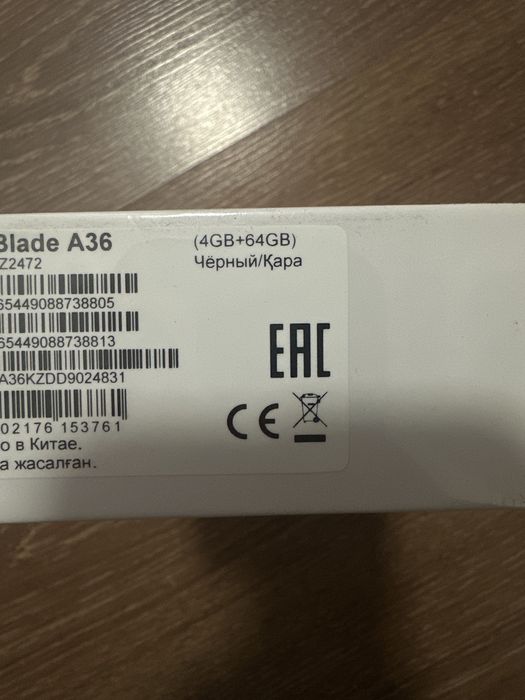 Blade A36
(4GB+64GB)
Z2472
Чёрный/Қара
65449088738805
65449088738813
A36KZDD9024831
02176 153761
о в Китае.
а жасалған.
EAC
CE